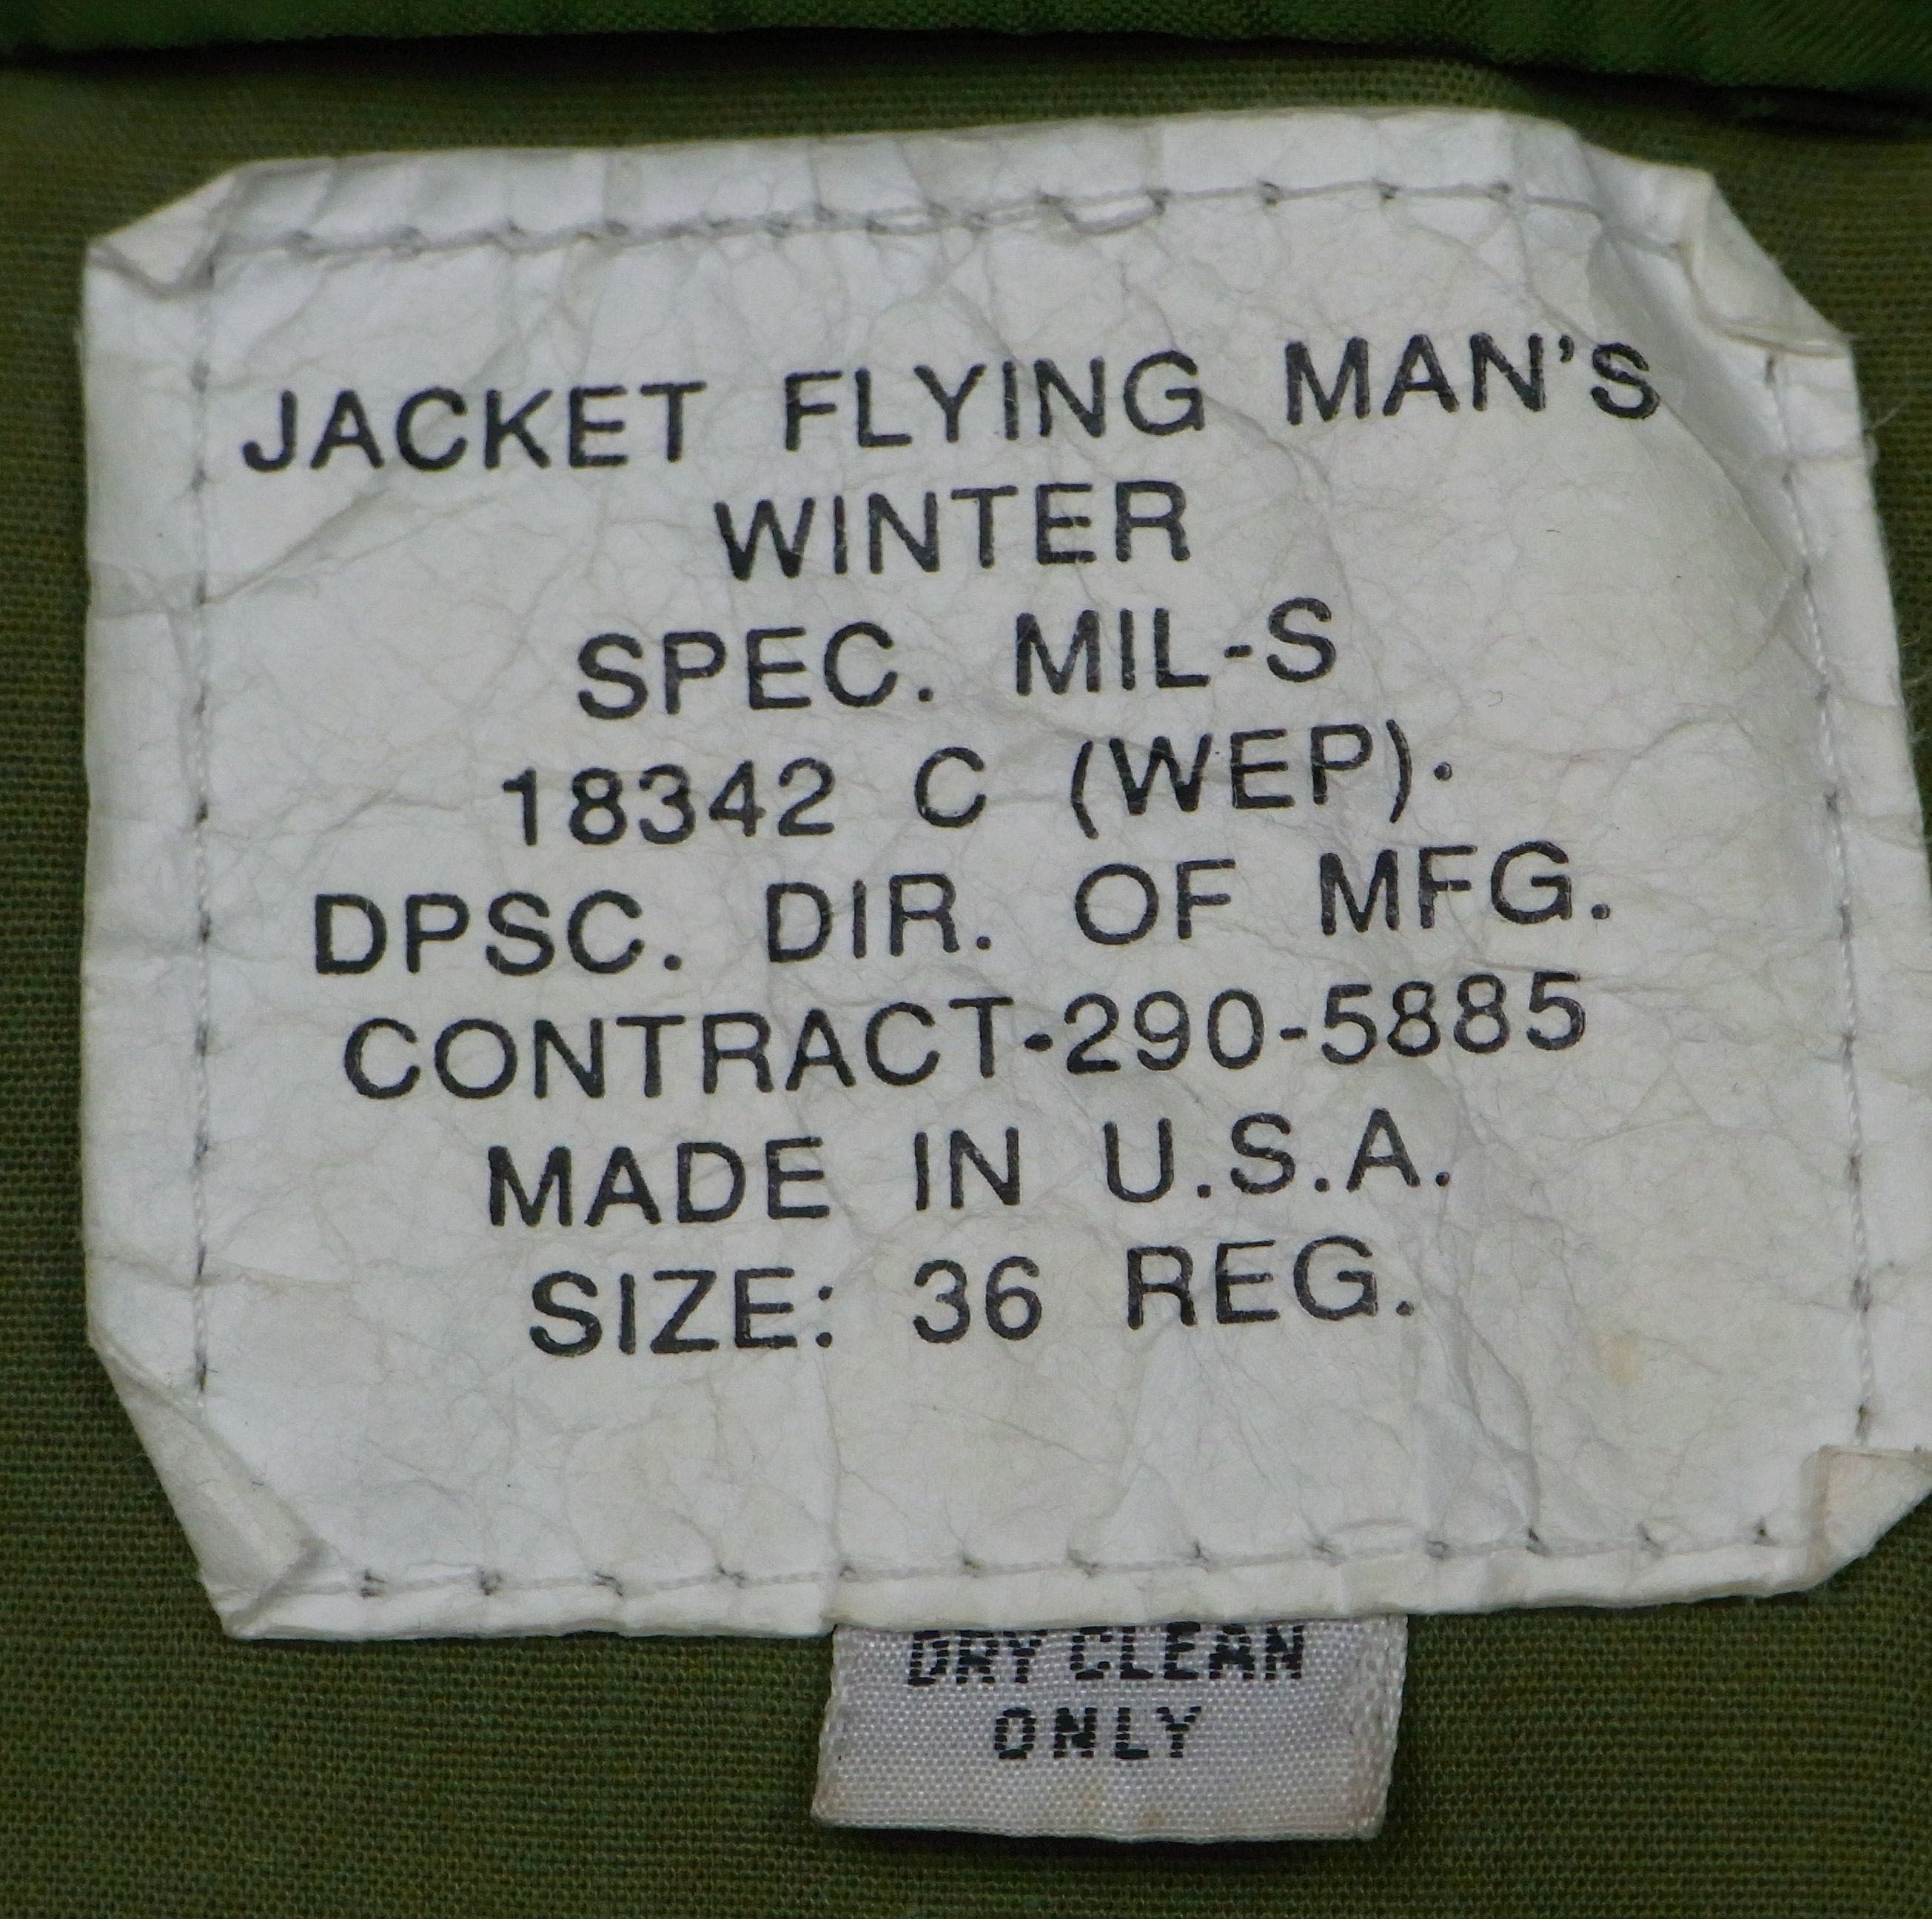 JACKET FLYING MAN'S
WINTER
SPEC. MIL-S
18342 C (WEP).
DPSC. DIR. OF MFG.
CONTRACT-290-5885
MADE IN U.S.A.
SIZE: 36 REG.
DRY CLEAN
ONLY